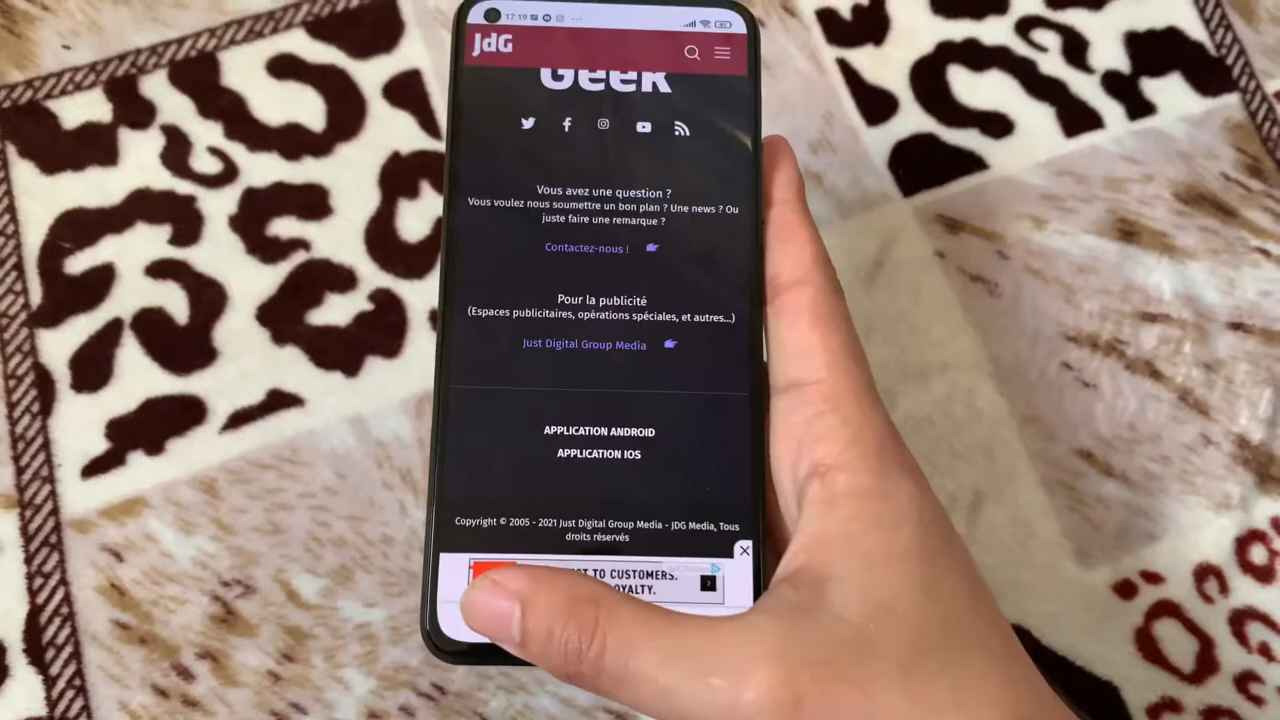 17:19
JdG
Geek
Vous avez une question ?
Vous voulez nous soumettre un bon plan ? Une news ? Ou
juste faire une remarque ?
Contactez-nous !
Pour la publicité
(Espaces publicitaires, opérations spéciales, et autres...)
Just Digital Group Media
APPLICATION ANDROID
APPLICATION IOS
Copyright © 2005 - 2021 Just Digital Group Media - JDG Media, Tous
droits réservés
TO CUSTOMERS.